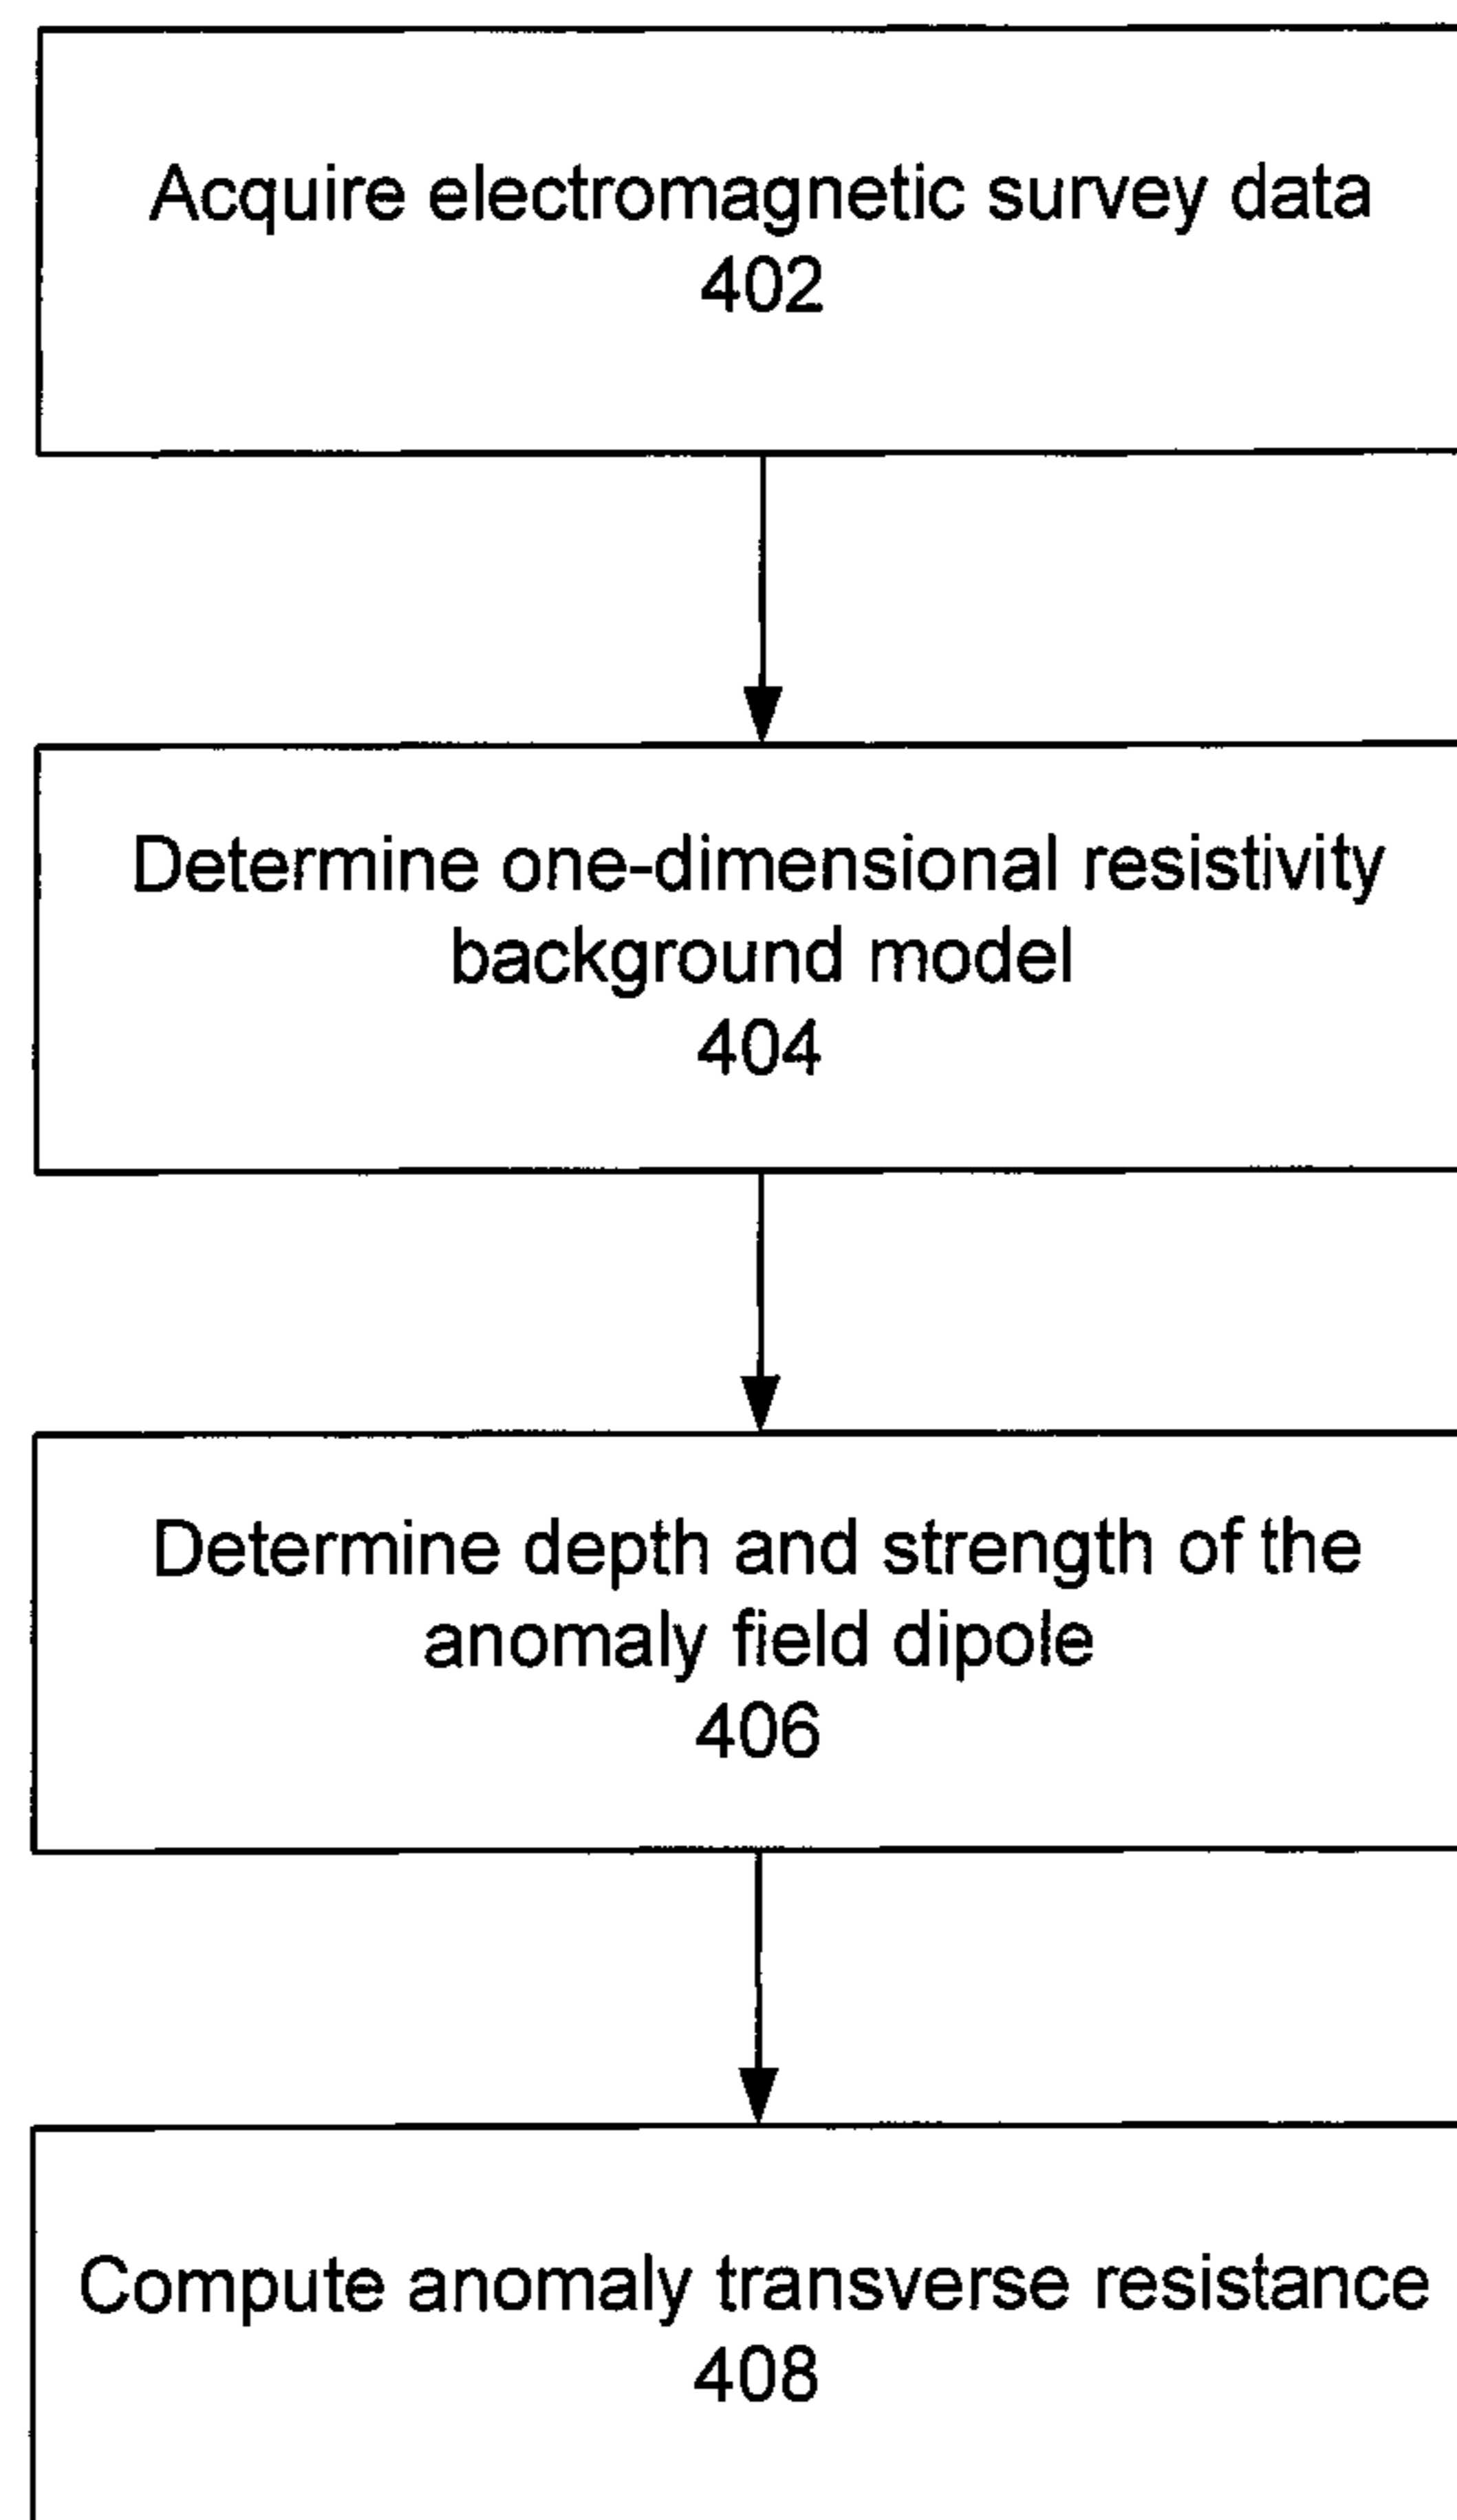 Acquire electromagnetic survey data
402
Determine one-dimensional resistivity
background model
404
Determine depth and strength of the
anomaly field dipole
406
Compute anomaly transverse resistance
408